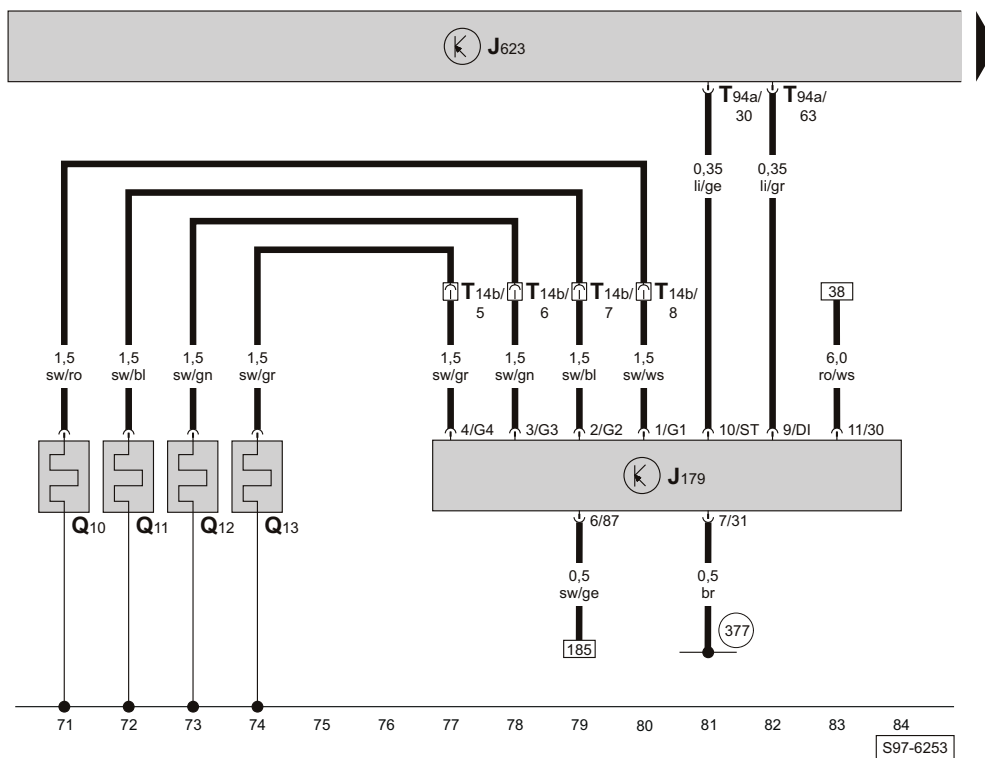 J623
T94a/ T94a/
30 63
0,35 0,35
li/ge li/gr
T14b/ T14b/ T14b/ T14b/ 38
5 6 7 8
1,5 1,5 1,5 1,5 1,5 1,5 1,5 1,5 6,0
sw/ro sw/bl sw/gn sw/gr sw/gr sw/gn sw/bl sw/ws ro/ws
4/G4 3/G3 2/G2 1/G1 10/ST 9/DI 11/30
J179
Q10 Q11 Q12 Q13 6/87 7/31
0,5 0,5
sw/ge br
377
185
71 72 73 74 75 76 77 78 79 80 81 82 83 84
S97-6253